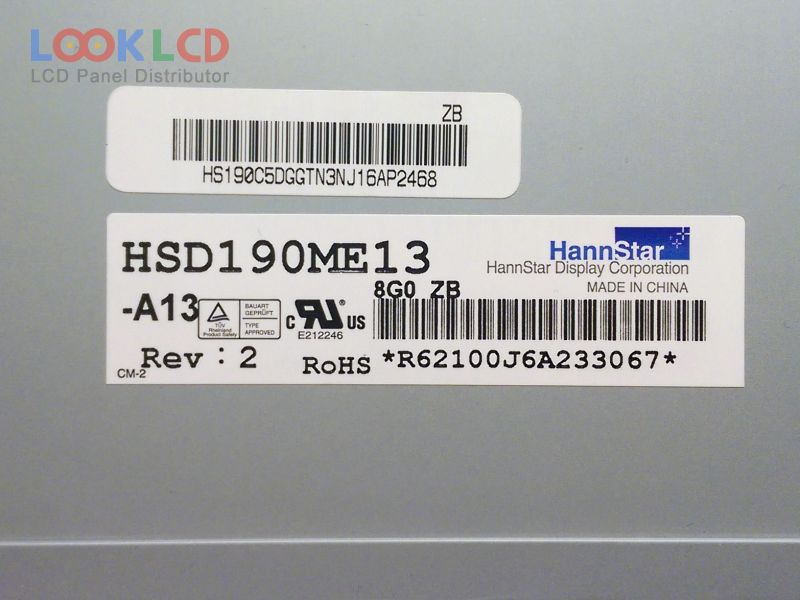 LOOK LCD
LCD Panel Distributor
ZB
HS190C5DGGTN3NJ16AP2468
HSD190ME13
-A13
HannStar
HannStar Display Corporation
MADE IN CHINA
8G0 ZB
TÜV
Rheinland
Product Safety
BAUART
GEPRÜFT
TYPE
APPROVED
C RU US
E212246
Rev : 2
RoHS
*R62100J6A233067*
CM-2